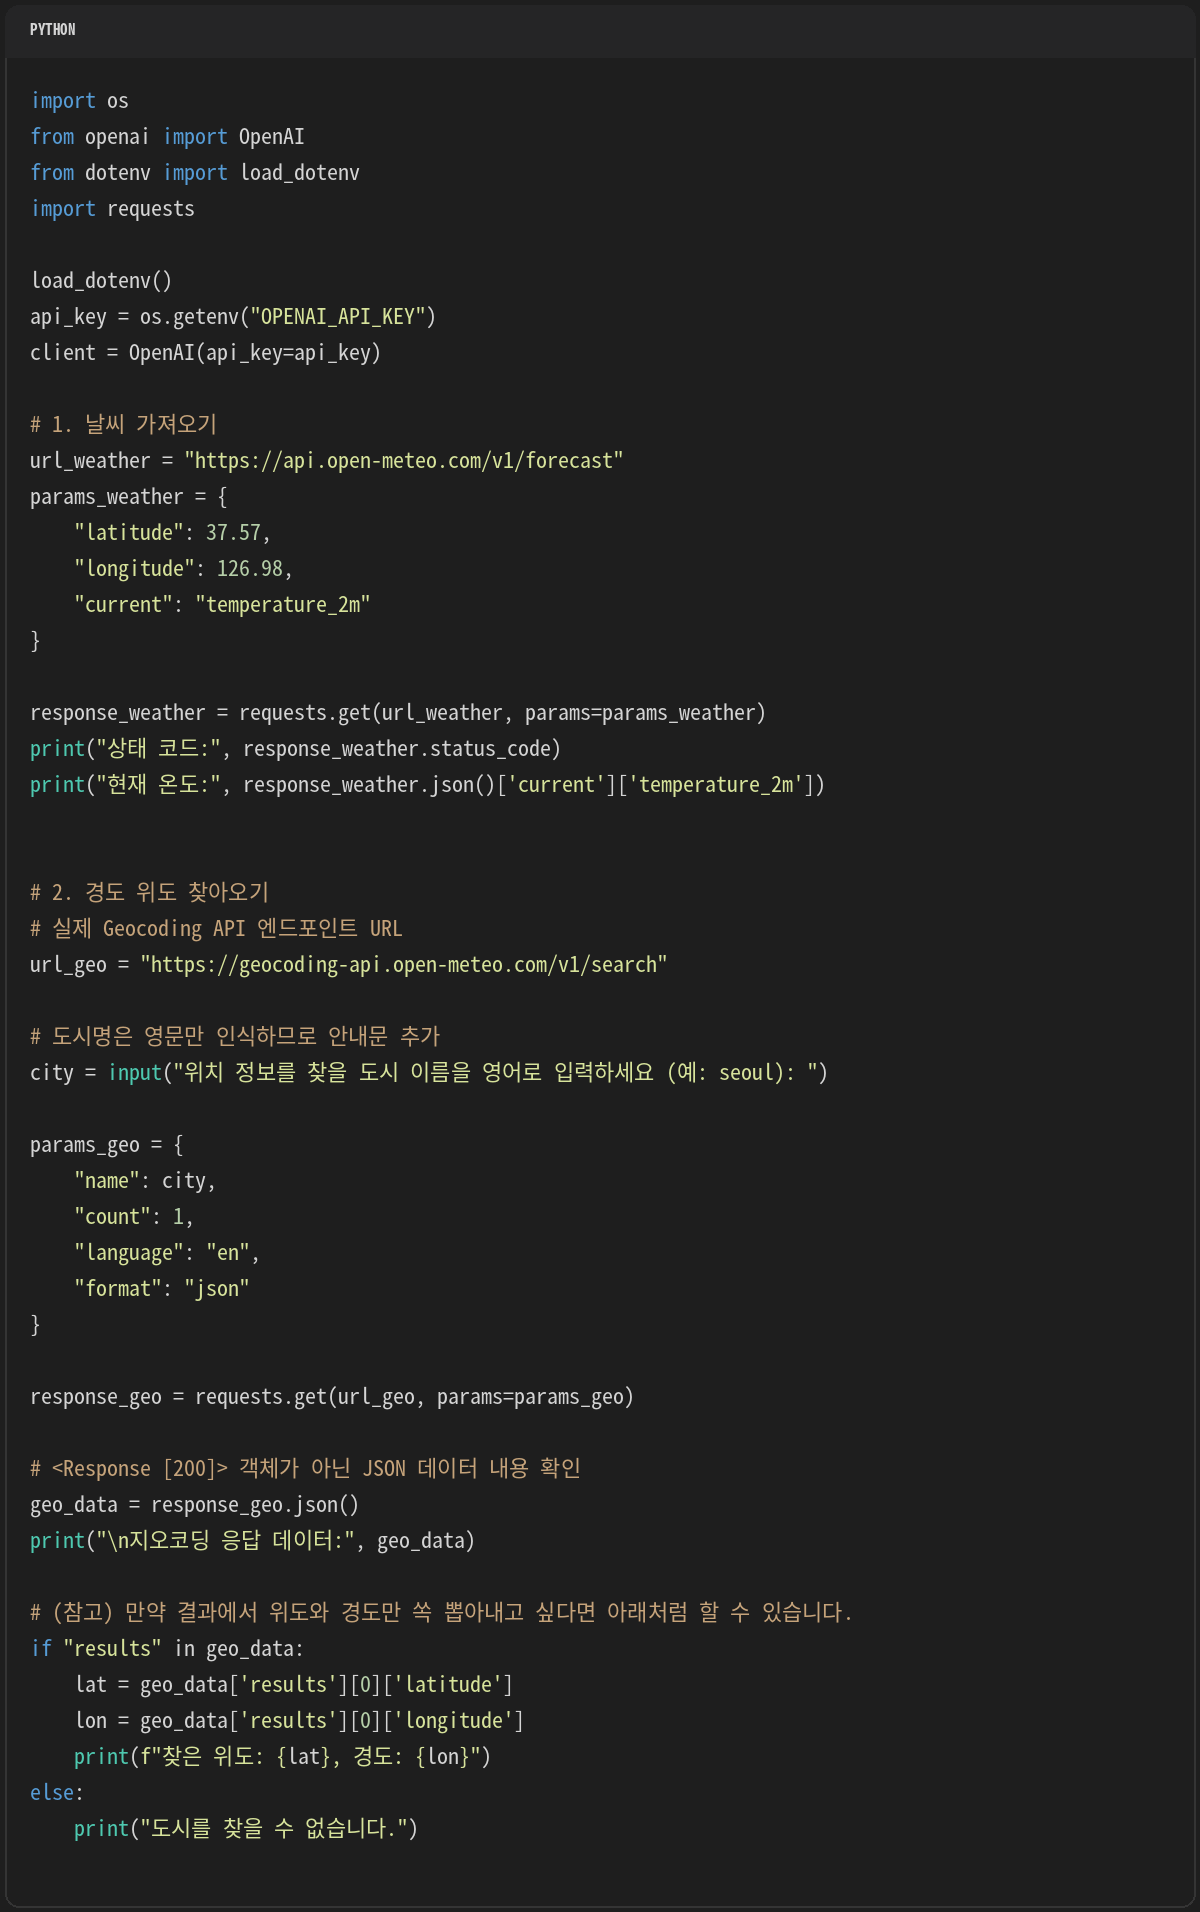 PYTHON
import os
from openai import OpenAI
from dotenv import load_dotenv
import requests
load_dotenv()
api_key = os.getenv("OPENAI_API_KEY")
client = OpenAI(api_key=api_key)
# 1. 날씨 가져오기
url_weather = "https://api.open-meteo.com/v1/forecast"
params_weather = {
    "latitude": 37.57,
    "longitude": 126.98,
    "current": "temperature_2m"
}
response_weather = requests.get(url_weather, params=params_weather)
print("상태 코드:", response_weather.status_code)
print("현재 온도:", response_weather.json()['current']['temperature_2m'])
# 2. 경도 위도 찾아오기
# 실제 Geocoding API 엔드포인트 URL
url_geo = "https://geocoding-api.open-meteo.com/v1/search"
# 도시명은 영문만 인식하므로 안내문 추가
city = input("위치 정보를 찾을 도시 이름을 영어로 입력하세요 (예: seoul): ")
params_geo = {
    "name": city,
    "count": 1,
    "language": "en",
    "format": "json"
}
response_geo = requests.get(url_geo, params=params_geo)
# <Response [200]> 객체가 아닌 JSON 데이터 내용 확인
geo_data = response_geo.json()
print("\n지오코딩 응답 데이터:", geo_data)
# (참고) 만약 결과에서 위도와 경도만 쏙 뽑아내고 싶다면 아래처럼 할 수 있습니다.
if "results" in geo_data:
    lat = geo_data['results'][0]['latitude']
    lon = geo_data['results'][0]['longitude']
    print(f"찾은 위도: {lat}, 경도: {lon}")
else:
    print("도시를 찾을 수 없습니다.")